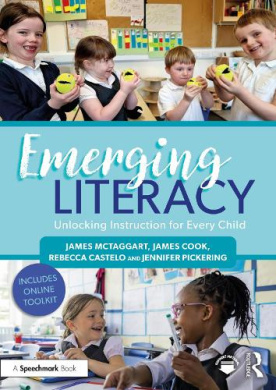 Emerging
LITERACY
Unlocking Instruction for Every Child
JAMES MCTAGGART, JAMES COOK,
REBECCA CASTELO AND JENNIFER PICKERING
INCLUDES
ONLINE
TOOLKIT
A Speechmark Book
ROUTLEDGE